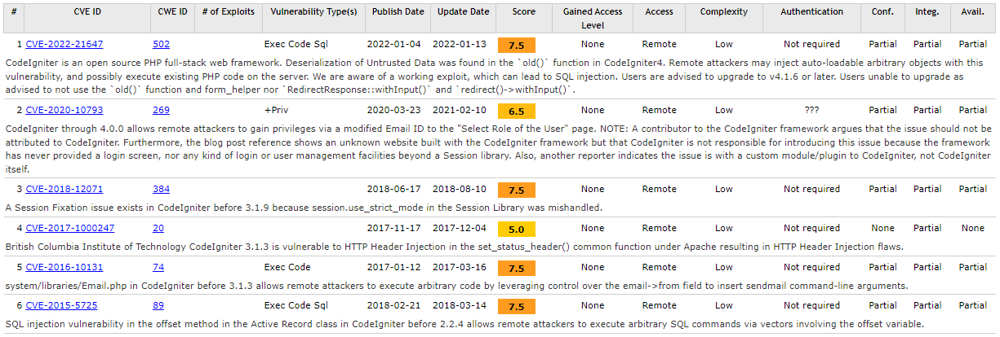 # CVE ID CWE ID # of Exploits Vulnerability Type(s) Publish Date Update Date Score Gained Access Level Access Complexity Authentication Conf. Integ. Avail.
1 CVE-2022-21647 502 Exec Code Sql 2022-01-04 2022-01-13 7.5 None Remote Low Not required Partial Partial Partial
CodeIgniter is an open source PHP full-stack web framework. Deserialization of Untrusted Data was found in the `old()` function in CodeIgniter4. Remote attackers may inject auto-loadable arbitrary objects with this
vulnerability, and possibly execute existing PHP code on the server. We are aware of a working exploit, which can lead to SQL injection. Users are advised to upgrade to v4.1.6 or later. Users unable to upgrade as
advised to not use the `old()` function and form_helper nor `RedirectResponse::withInput()` and `redirect()->withInput()`.
2 CVE-2020-10793 269 +Priv 2020-03-23 2021-02-10 6.5 None Remote Low ??? Partial Partial Partial
CodeIgniter through 4.0.0 allows remote attackers to gain privileges via a modified Email ID to the "Select Role of the User" page. NOTE: A contributor to the CodeIgniter framework argues that the issue should not be
attributed to CodeIgniter. Furthermore, the blog post reference shows an unknown website built with the CodeIgniter framework but that CodeIgniter is not responsible for introducing this issue because the framework
has never provided a login screen, nor any kind of login or user management facilities beyond a Session library. Also, another reporter indicates the issue is with a custom module/plugin to CodeIgniter, not CodeIgniter
itself.
3 CVE-2018-12071 384 2018-06-17 2018-08-10 7.5 None Remote Low Not required Partial Partial Partial
A Session Fixation issue exists in CodeIgniter before 3.1.9 because session.use_strict_mode in the Session Library was mishandled.
4 CVE-2017-1000247 20 2017-11-17 2017-12-04 5.0 None Remote Low Not required None Partial None
British Columbia Institute of Technology CodeIgniter 3.1.3 is vulnerable to HTTP Header Injection in the set_status_header() common function under Apache resulting in HTTP Header Injection flaws.
5 CVE-2016-10131 74 Exec Code 2017-01-12 2017-03-16 7.5 None Remote Low Not required Partial Partial Partial
system/libraries/Email.php in CodeIgniter before 3.1.3 allows remote attackers to execute arbitrary code by leveraging control over the email->from field to insert sendmail command-line arguments.
6 CVE-2015-5725 89 Exec Code Sql 2018-02-21 2018-03-14 7.5 None Remote Low Not required Partial Partial Partial
SQL injection vulnerability in the offset method in the Active Record class in CodeIgniter before 2.2.4 allows remote attackers to execute arbitrary SQL commands via vectors involving the offset variable.